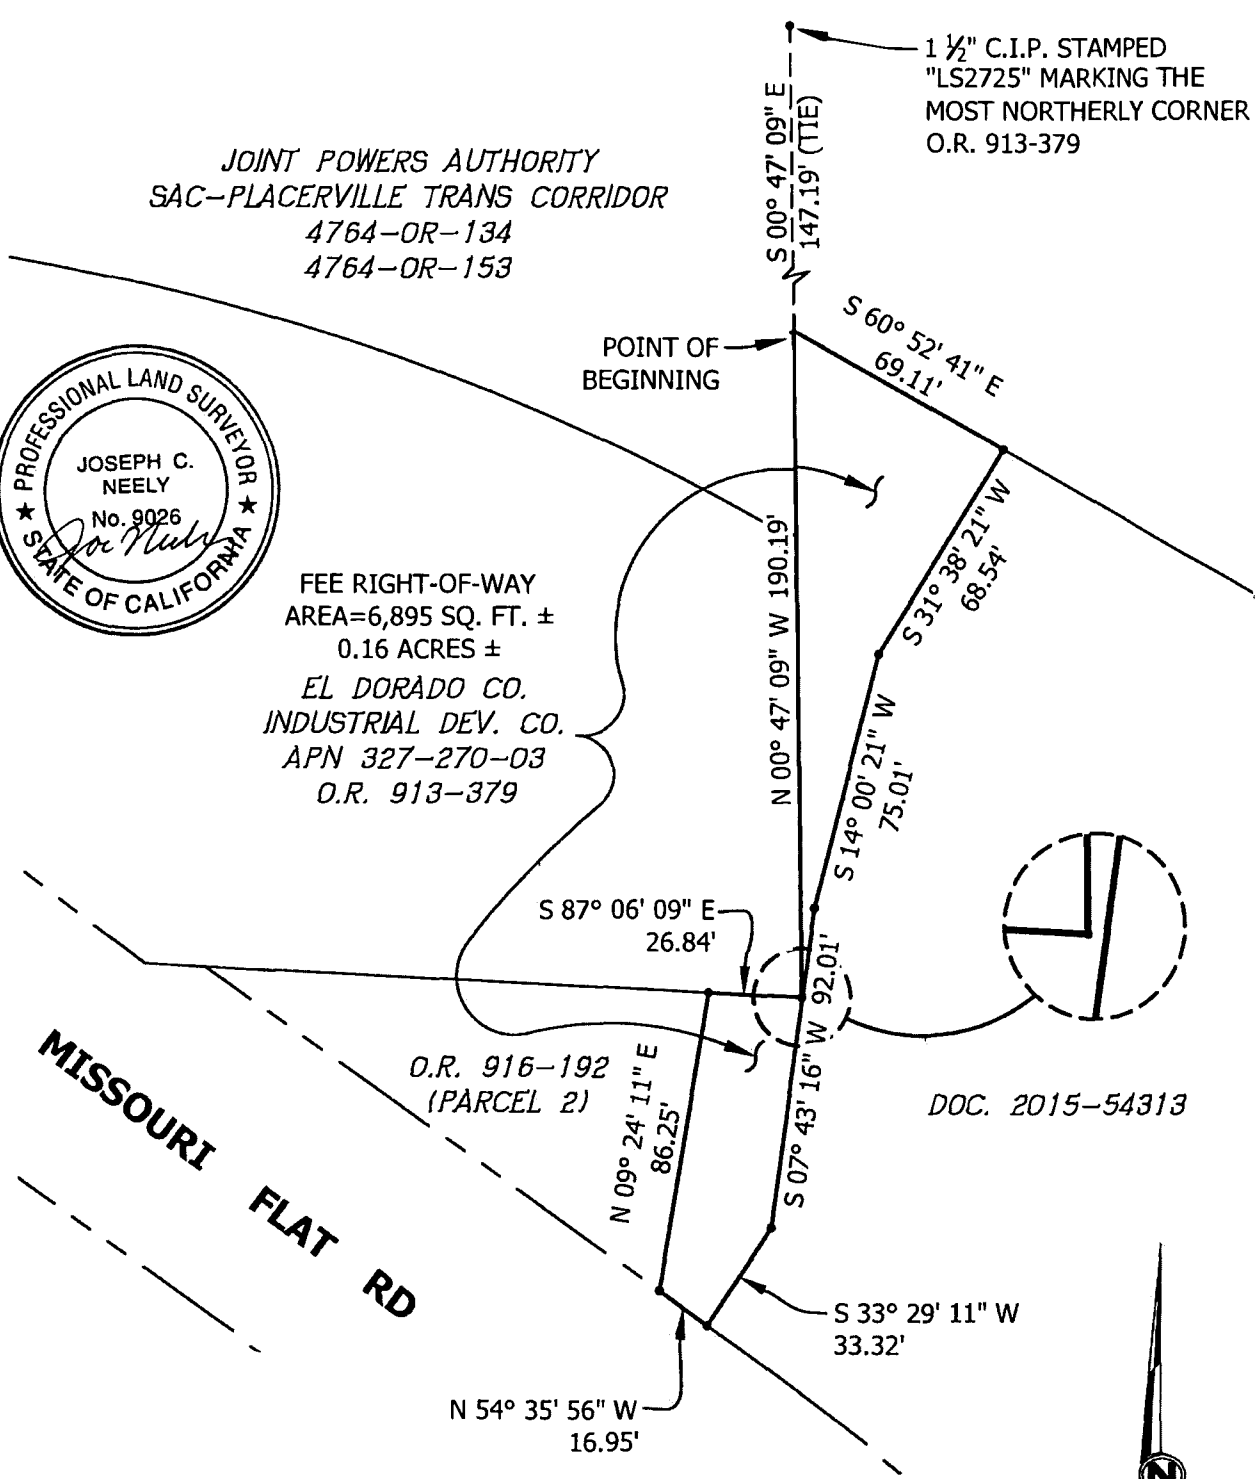 1 ½" C.I.P. STAMPED
"LS2725" MARKING THE
MOST NORTHERLY CORNER
O.R. 913-379
S 00° 47' 09" E
147.19' (TIE)
JOINT POWERS AUTHORITY
SAC-PLACERVILLE TRANS CORRIDOR
4764-OR-134
4764-OR-153
POINT OF
BEGINNING
S 60° 52' 41" E
69.11'
PROFESSIONAL LAND SURVEYOR
JOSEPH C.
NEELY
No. 9026
STATE OF CALIFORNIA
S 31° 38' 21" W
68.54'
N 00° 47' 09" W 190.19'
FEE RIGHT-OF-WAY
AREA=6,895 SQ. FT. ±
0.16 ACRES ±
EL DORADO CO.
INDUSTRIAL DEV. CO.
APN 327-270-03
O.R. 913-379
S 14° 00' 21" W
75.01'
S 87° 06' 09" E
26.84'
S 07° 43' 16" W 92.01'
O.R. 916-192
(PARCEL 2)
N 09° 24' 11" E
86.25'
DOC. 2015-54313
MISSOURI FLAT RD
S 33° 29' 11" W
33.32'
N 54° 35' 56" W
16.95'
N